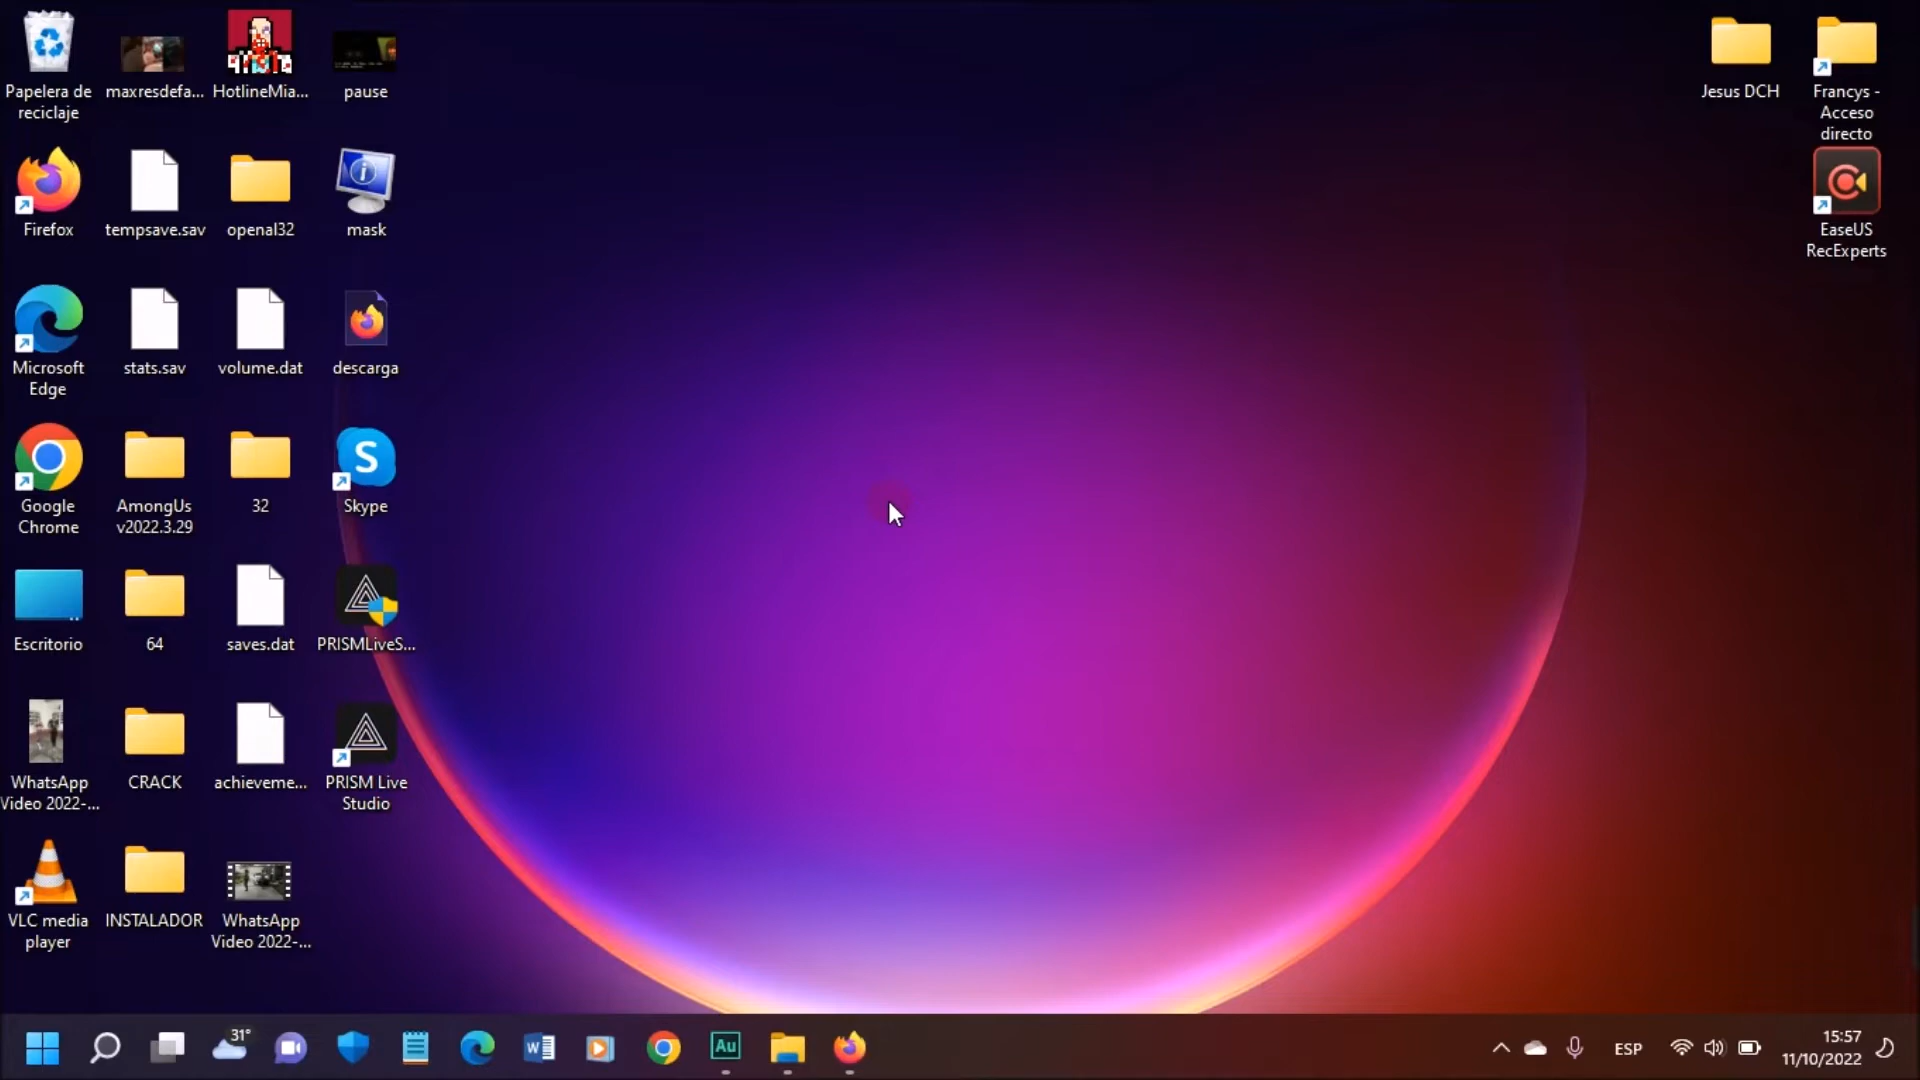 Papelera de
reciclaje
maxresdefa...
HotlineMia...
pause
Jesus DCH
Francys -
Acceso
directo
Firefox
tempsave.sav
openal32
mask
EaseUS
RecExperts
Microsoft
Edge
stats.sav
volume.dat
descarga
Google
Chrome
AmongUs
v2022.3.29
32
Skype
Escritorio
64
saves.dat
PRISMLiveS...
WhatsApp
Video 2022-...
CRACK
achieveme...
PRISM Live
Studio
VLC media
player
INSTALADOR
WhatsApp
Video 2022-...
31°
W
Au
ESP
15:57
11/10/2022